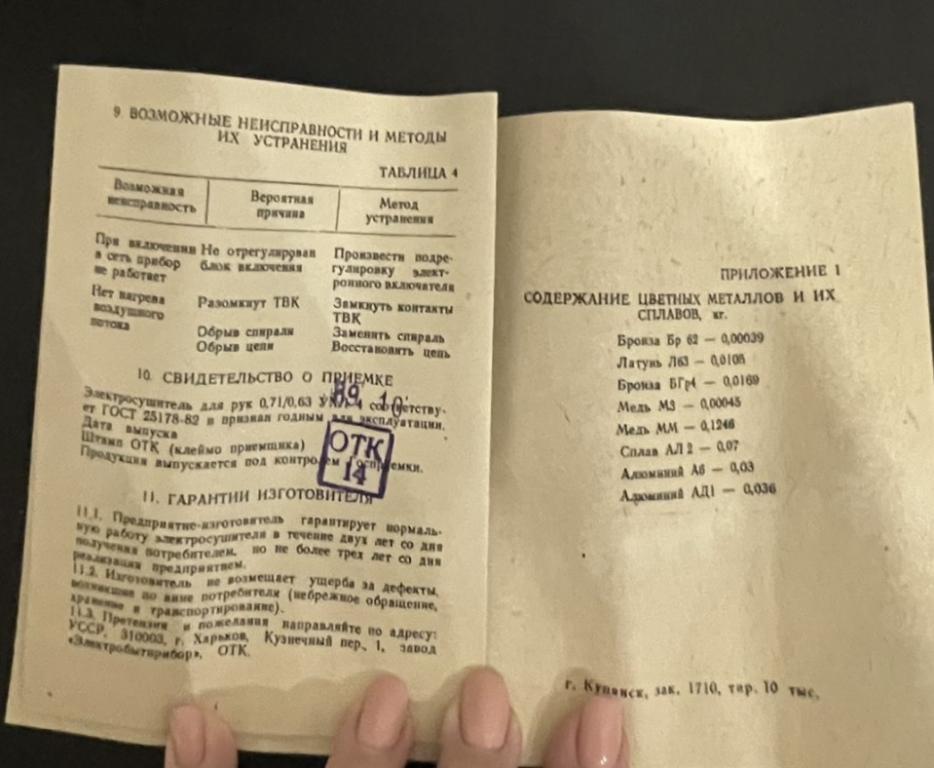 9. ВОЗМОЖНЫЕ НЕИСПРАВНОСТИ И МЕТОДЫ
ИХ УСТРАНЕНИЯ
ТАБЛИЦА 4
Возможная неисправность
Вероятная причина
Метод устранения
При включении в сеть прибор не работает
Не отрегулирован блок включения
Произвести подре-
гулировку элект-
ронного включателя
Нет нагрева воздушного потока
Разомкнут ТВК
Замкнуть контакты
ТВК
Обрыв спирали
Заменить спираль
Обрыв цепи
Восстановить цепь
10. СВИДЕТЕЛЬСТВО О ПРИЕМКЕ
Электросушитель для рук 0,71/0,63 соответству-
ет ГОСТ 25178-82 и признан годным для эксплуатации.
Дата выпуска
89 10
Штамп ОТК (клеймо приемщика)
Продукция выпускается под контролем Госприемки.
ОТК
14
11. ГАРАНТИИ ИЗГОТОВИТЕЛЯ
11.1. Предприятие-изготовитель гарантирует нормаль-
ную работу электросушителя в течение двух лет со дня
получения потребителем, но не более трех лет со дня
реализации предприятием.
11.2. Изготовитель не возмещает ущерба за дефекты,
возникшие по вине потребителя (небрежное обращение,
хранение и транспортирование).
11.3. Претензии и пожелания направляйте по адресу:
УССР, 310003, г. Харьков, Кузнечный пер., 1, завод
«Электробытприбор», ОТК.
ПРИЛОЖЕНИЕ 1
СОДЕРЖАНИЕ ЦВЕТНЫХ МЕТАЛЛОВ И ИХ
СПЛАВОВ, кг.
Бронза Бр 62 — 0,00039
Латунь Л63 — 0,0105
Бронза БГр4 — 0,0169
Медь М3 — 0,00045
Медь ММ — 0,1246
Сплав АЛ 2 — 0,07
Алюминий А6 — 0,03
Алюминий АД1 — 0,036
г. Купянск, зак. 1710, тир. 10 тыс.